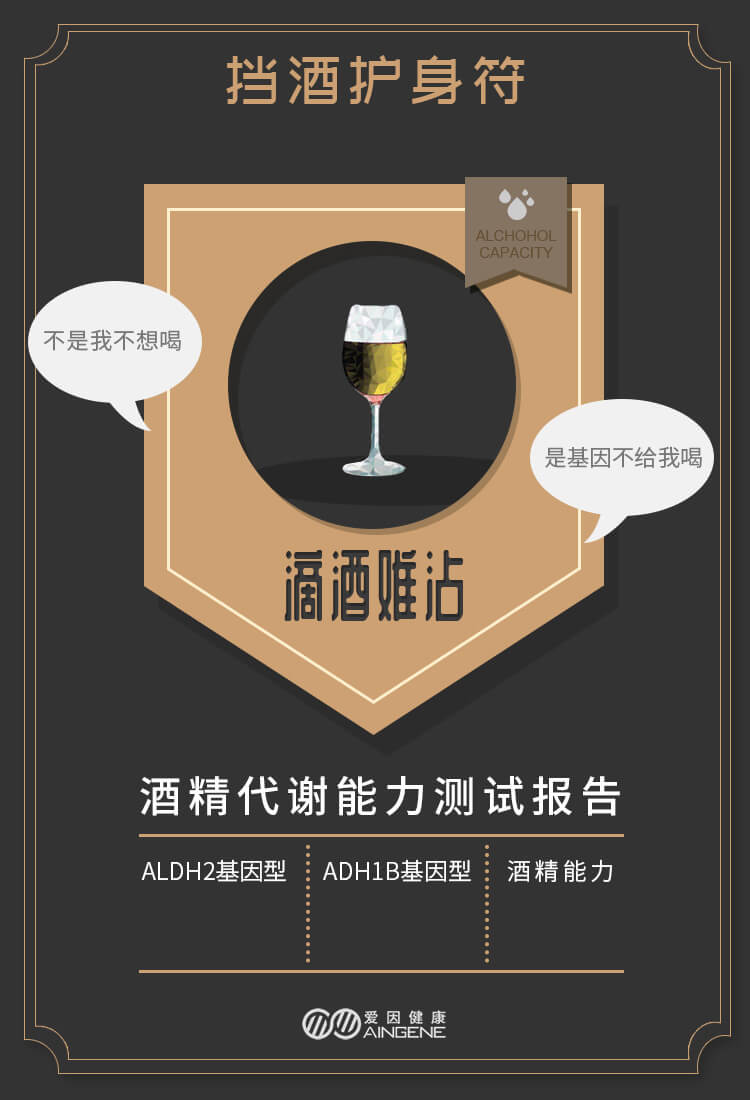 挡酒护身符
ALCHOHOL
CAPACITY
不是我不想喝
是基因不给我喝
滴酒难沾
酒精代谢能力测试报告
ALDH2基因型
ADH1B基因型
酒精能力
爱因健康
AINGENE